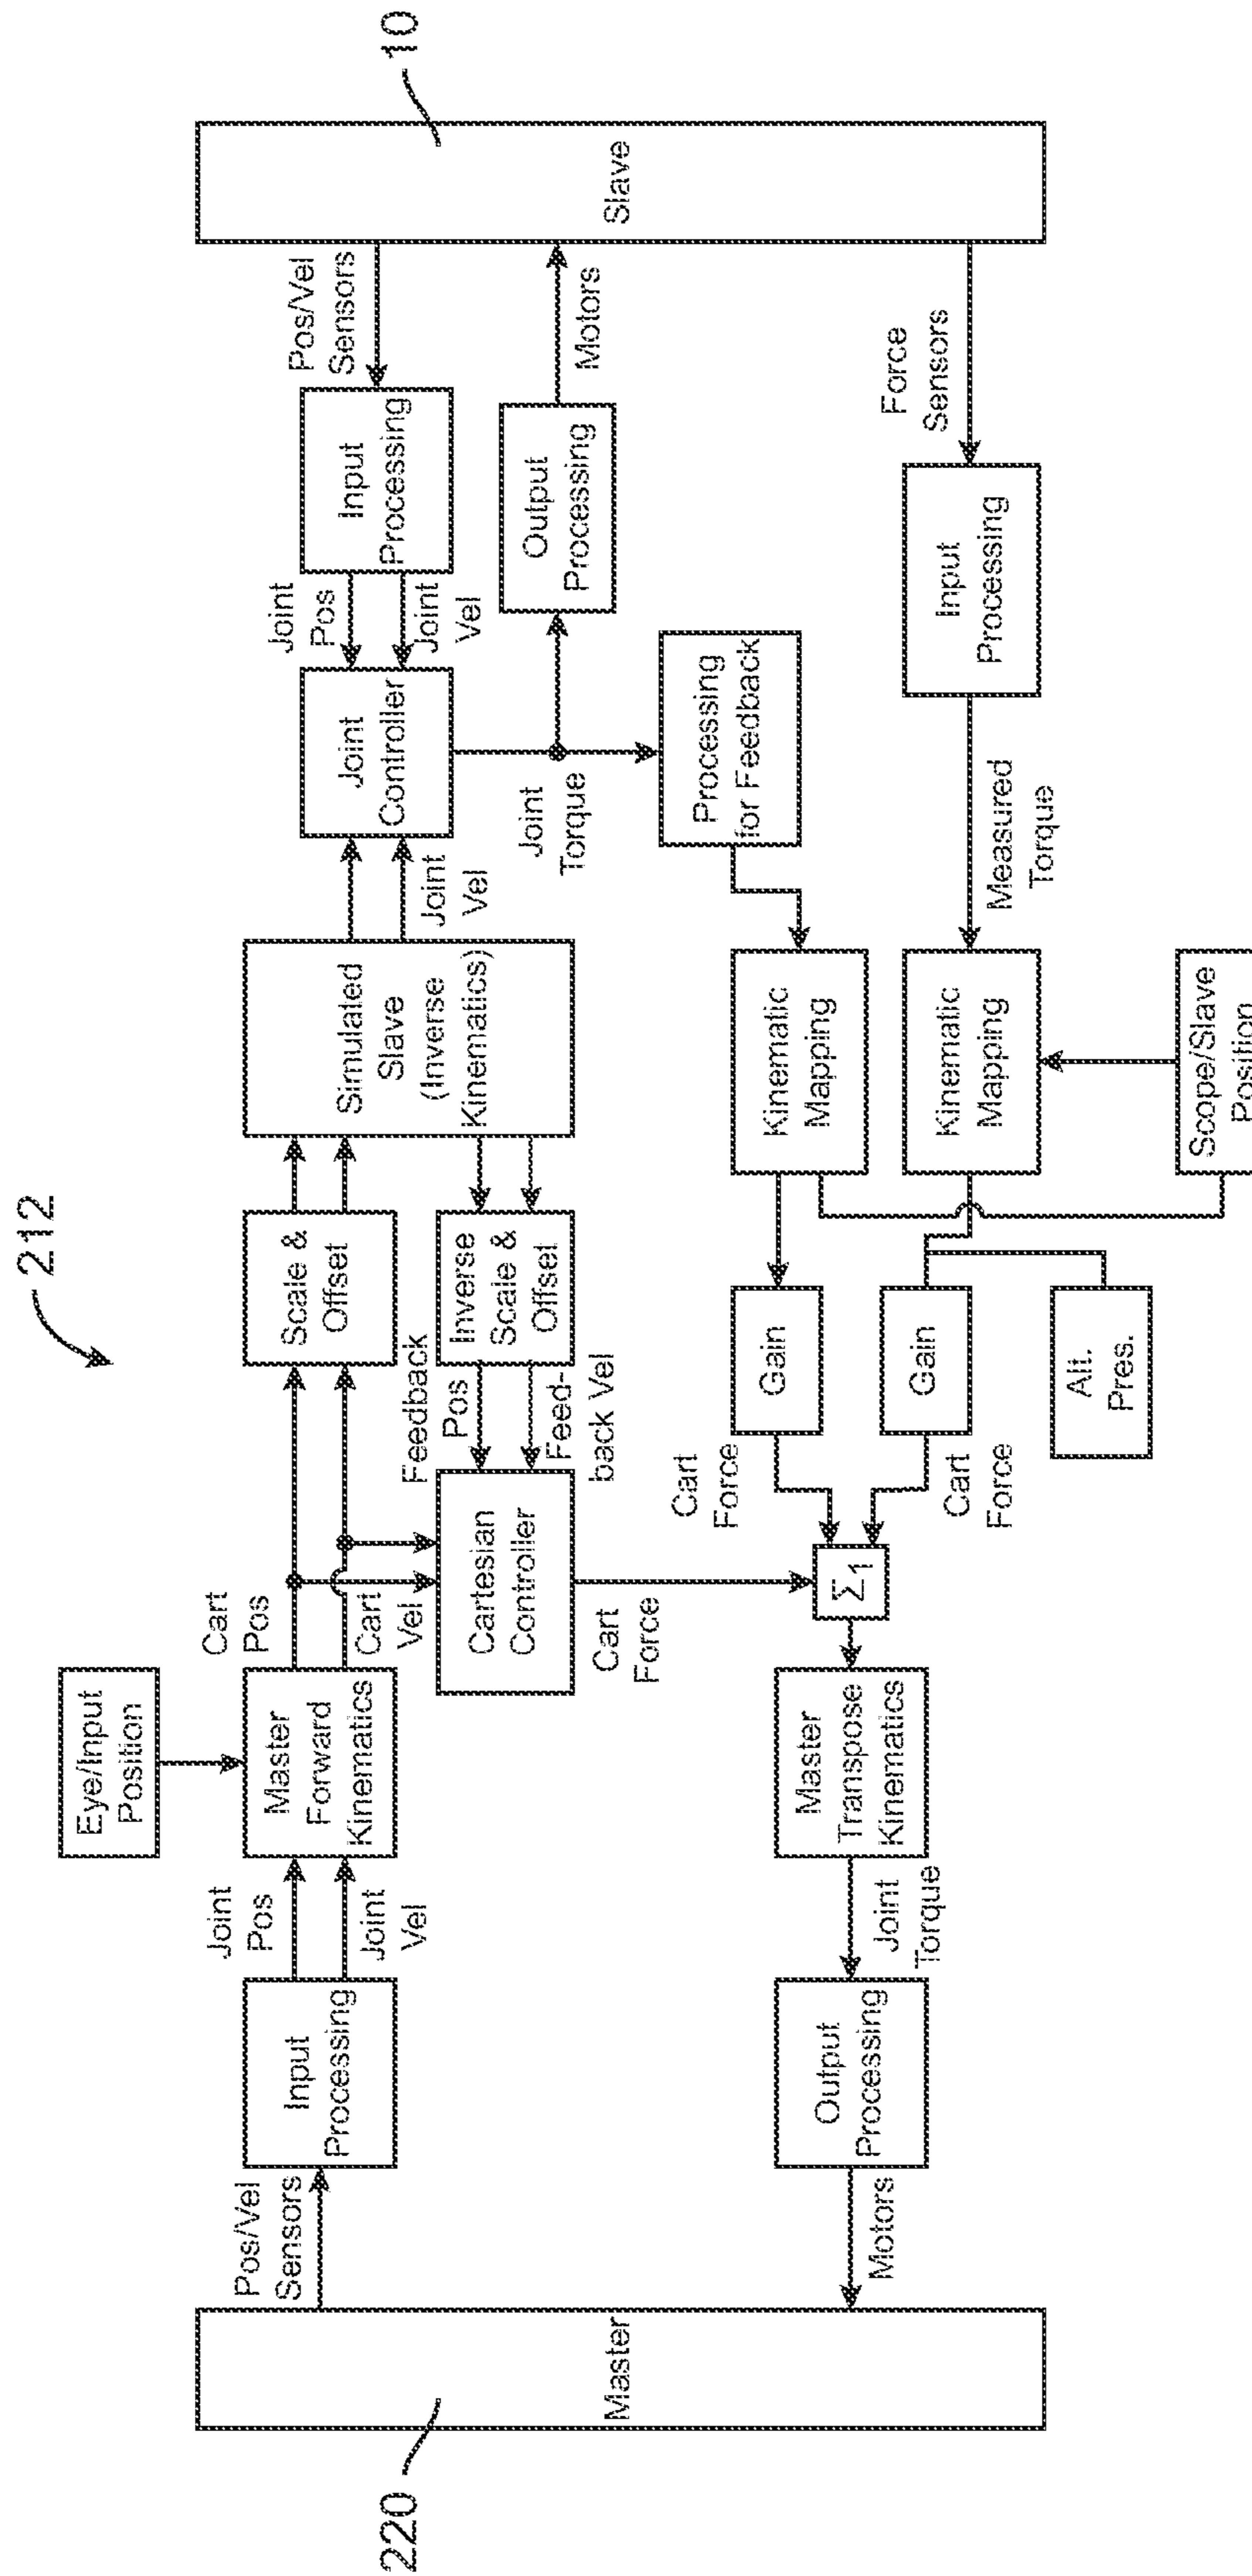 212
220
Master
Pos/Vel
Sensors
Input
Processing
Joint
Pos
Joint
Vel
Eye/Input
Position
Master
Forward
Kinematics
Cart
Pos
Cart
Vel
Scale &
Offset
Feedback
Pos
Feed-
back Vel
Inverse
Scale &
Offset
Cartesian
Controller
Cart
Force
Simulated
Slave
(Inverse
Kinematics)
Joint
Vel
Joint
Controller
Joint
Pos
Joint
Vel
Input
Processing
Pos/Vel
Sensors
Slave
10
Joint
Torque
Output
Processing
Motors
Processing
for Feedback
Kinematic
Mapping
Gain
Cart
Force
Force
Sensors
Input
Processing
Measured
Torque
Kinematic
Mapping
Scope/Slave
Position
Gain
Alt.
Pres.
Cart
Force
Σ1
Master
Transpose
Kinematics
Joint
Torque
Output
Processing
Motors